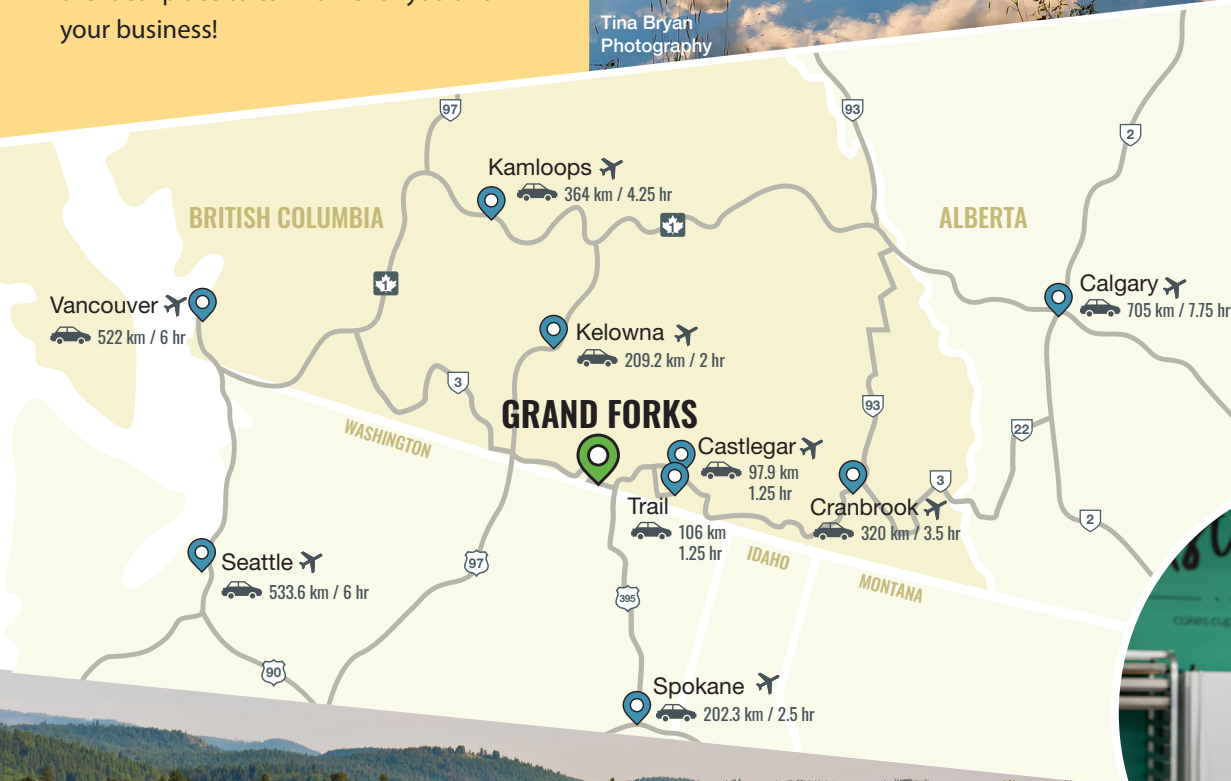 your business!
Tina Bryan
Photography
97
93
2
Kamloops
364 km / 4.25 hr
BRITISH COLUMBIA
1
ALBERTA
1
Calgary
705 km / 7.75 hr
Vancouver
522 km / 6 hr
Kelowna
209.2 km / 2 hr
3
93
GRAND FORKS
WASHINGTON
22
Castlegar
97.9 km
1.25 hr
3
Trail
106 km
1.25 hr
Cranbrook
320 km / 3.5 hr
2
IDAHO
MONTANA
Seattle
533.6 km / 6 hr
97
395
90
Spokane
202.3 km / 2.5 hr